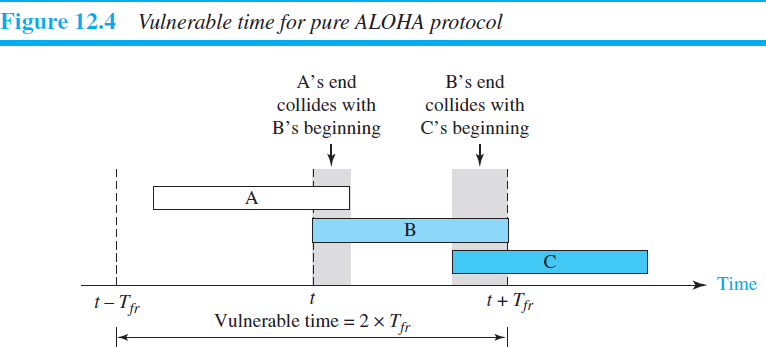 Figure 12.4 Vulnerable time for pure ALOHA protocol
A's end
collides with
B's beginning
B's end
collides with
C's beginning
A
B
C
Time
t – Tfr
t
t + Tfr
Vulnerable time = 2 × Tfr